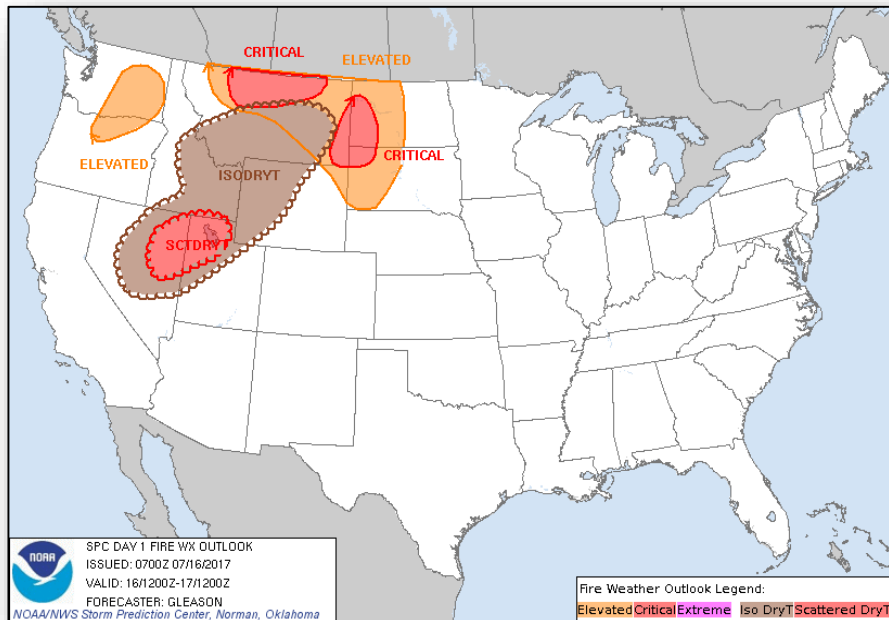 CRITICAL
ELEVATED
CRITICAL
ELEVATED
ISODRYT
SCTDRYT
NOAA
SPC DAY 1 FIRE WX OUTLOOK
ISSUED: 0700Z 07/16/2017
VALID: 16/1200Z-17/1200Z
FORECASTER: GLEASON
NOAA/NWS Storm Prediction Center, Norman, Oklahoma
Fire Weather Outlook Legend:
Elevated Critical Extreme Iso DryT Scattered DryT